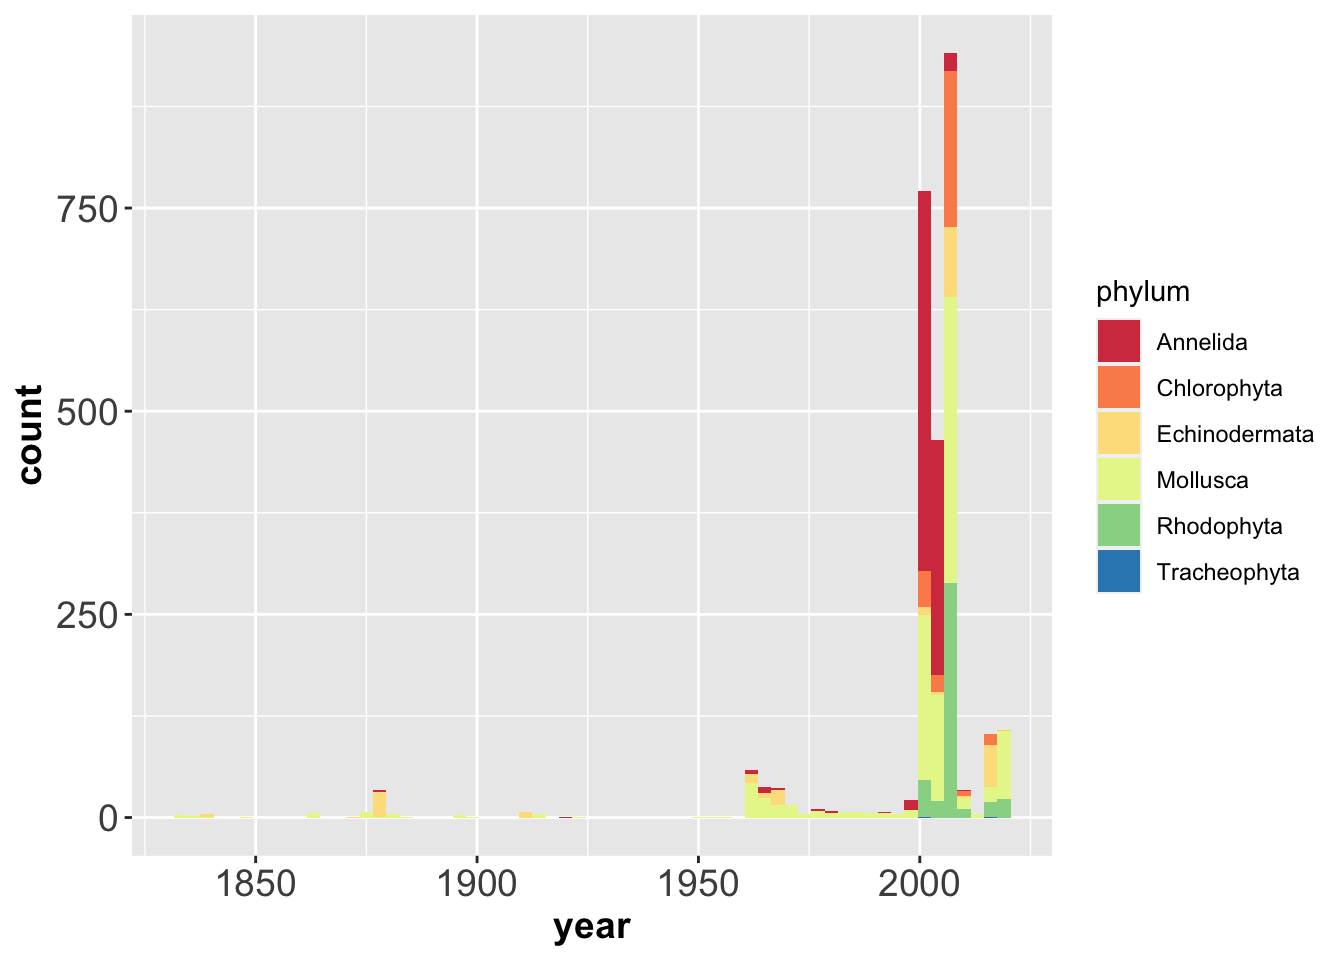 750
500
250
0
count
1850 1900 1950 2000
year
phylum
Annelida
Chlorophyta
Echinodermata
Mollusca
Rhodophyta
Tracheophyta